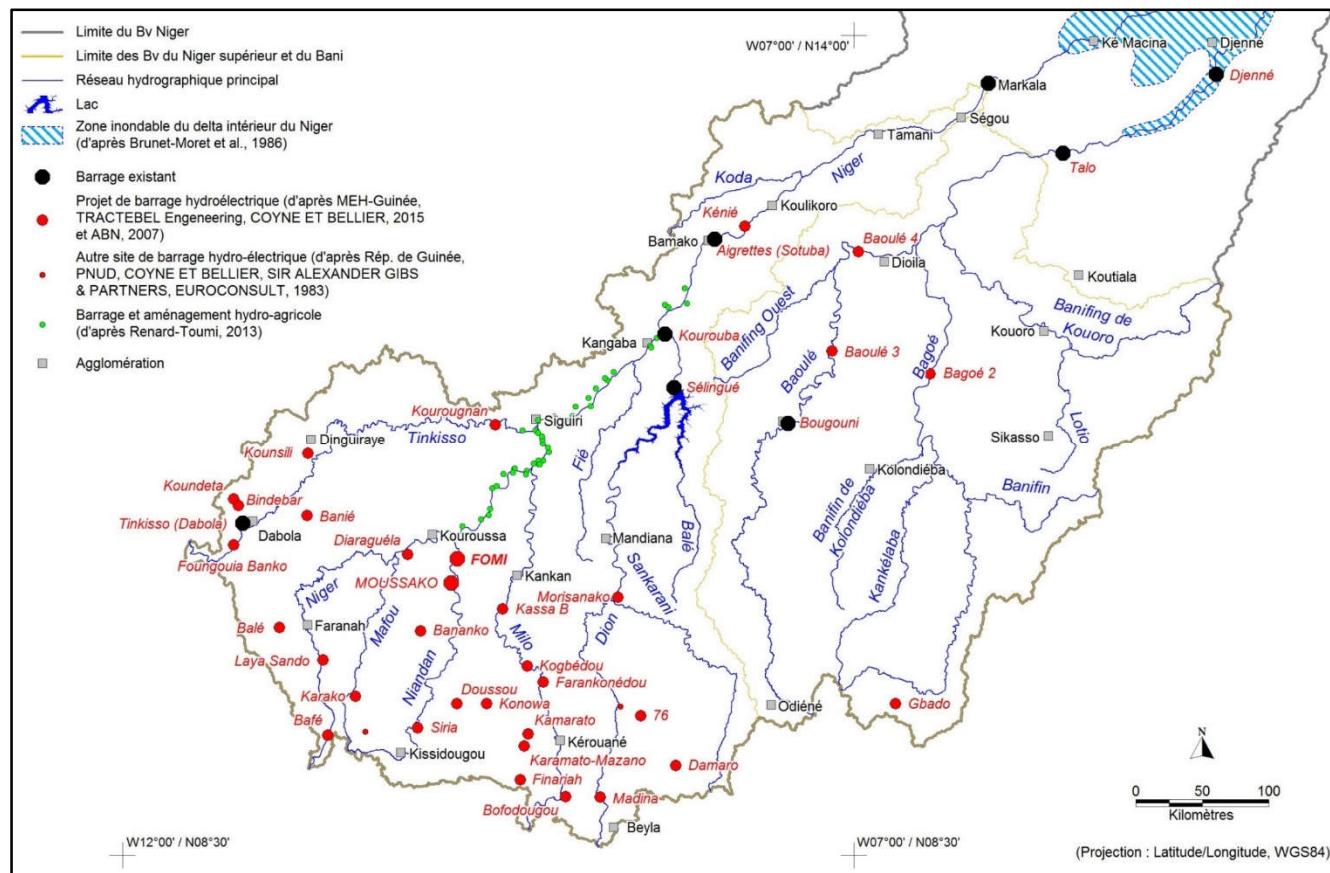 Limite du Bv Niger
Limite des Bv du Niger supérieur et du Bani
Réseau hydrographique principal
Lac
Zone inondable du delta intérieur du Niger
(d'après Brunet-Moret et al., 1986)
Barrage existant
Projet de barrage hydroélectrique (d'après MEH-Guinée,
TRACTEBEL Engeneering, COYNE ET BELLIER, 2015
et ABN, 2007)
Autre site de barrage hydro-électrique (d'après Rép. de Guinée,
PNUD, COYNE ET BELLIER, SIR ALEXANDER GIBS
& PARTNERS, EUROCONSULT, 1983)
Barrage et aménagement hydro-agricole
(d'après Renard-Toumi, 2013)
Agglomération
W07°00' / N14°00'
Ké Macina
Djenné
Djenné
Markala
Ségou
Tamani
Talo
Niger
Koda
Koulikoro
Kénié
Bamako
Aigrettes (Sotuba)
Baoulé 4
Dioila
Koutiala
Banifing de
Kouoro
Kouoro
Banifing Ouest
Kangaba
Kourouba
Baoulé
Baoulé 3
Bagoé
Bagoé 2
Sélingué
Kourougnan
Siguiri
Bougouni
Lotio
Sikasso
Dinguiraye
Tinkisso
Kounsili
Fié
Kolondiéba
Banifin
Koundeta
Bindebar
Tinkisso (Dabola)
Banié
Dabola
Banifin de
Kolondiéba
Diaraguéla
Kouroussa
Mandiana
Balé
Foungouia Banko
FOMI
Kankélaba
MOUSSAKO
Kankan
Sankarani
Niger
Morisanako
Kassa B
Mafou
Faranah
Balé
Bananko
Milo
Dion
Laya Sando
Niandan
Kogbédou
Farankonédou
Karako
Doussou
Konowa
Odiéné
Gbado
76
Bafé
Siria
Kamarato
Kérouané
Kissidougou
Karamato-Mazano
Damaro
Finariah
Bofodougou
Madina
Beyla
N
0 50 100
Kilomètres
W12°00' / N08°30'
W07°00' / N08°30'
(Projection : Latitude/Longitude, WGS84)